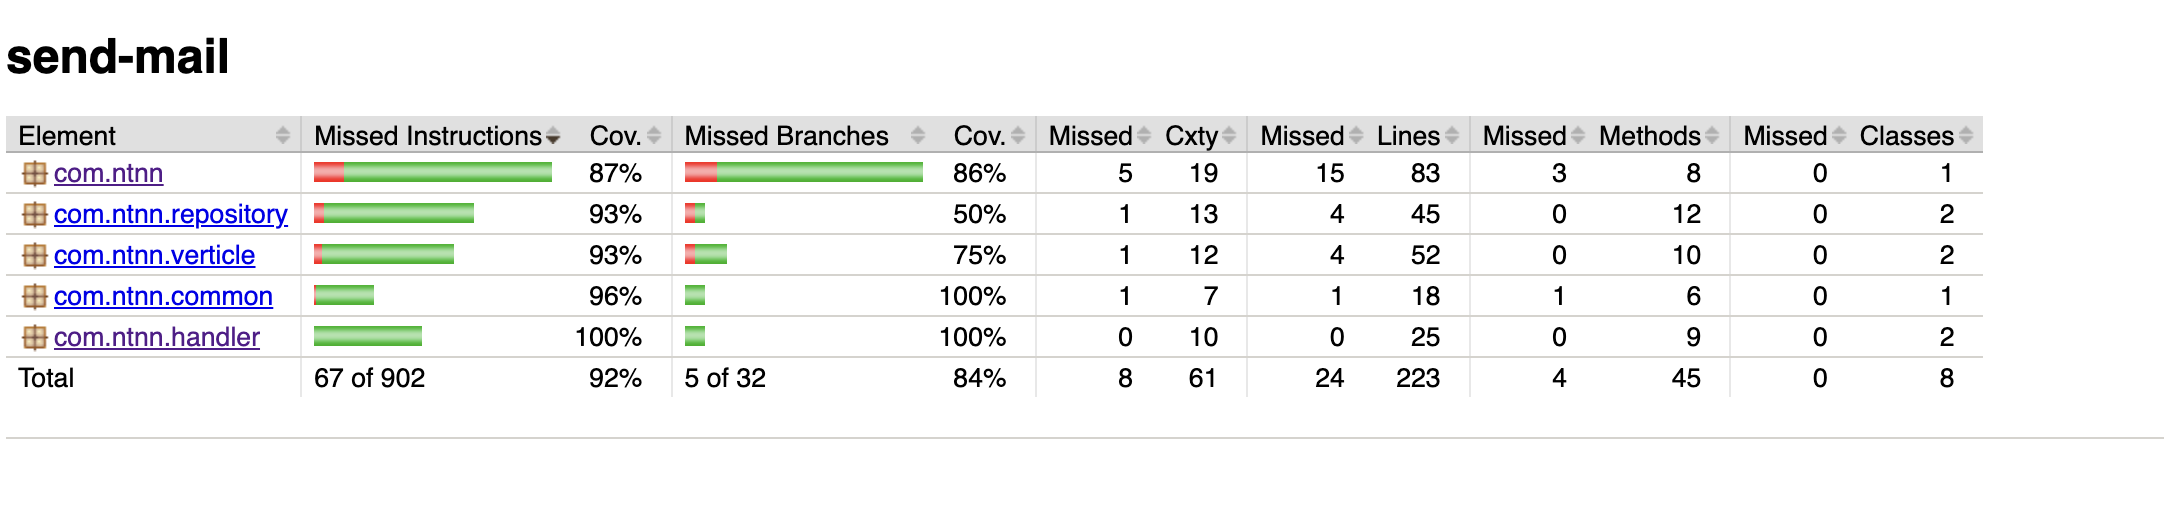 send-mail
Element Missed Instructions Cov. Missed Branches Cov. Missed Cxty Missed Lines Missed Methods Missed Classes
com.ntnn 87% 86% 5 19 15 83 3 8 0 1
com.ntnn.repository 93% 50% 1 13 4 45 0 12 0 2
com.ntnn.verticle 93% 75% 1 12 4 52 0 10 0 2
com.ntnn.common 96% 100% 1 7 1 18 1 6 0 1
com.ntnn.handler 100% 100% 0 10 0 25 0 9 0 2
Total 67 of 902 92% 5 of 32 84% 8 61 24 223 4 45 0 8